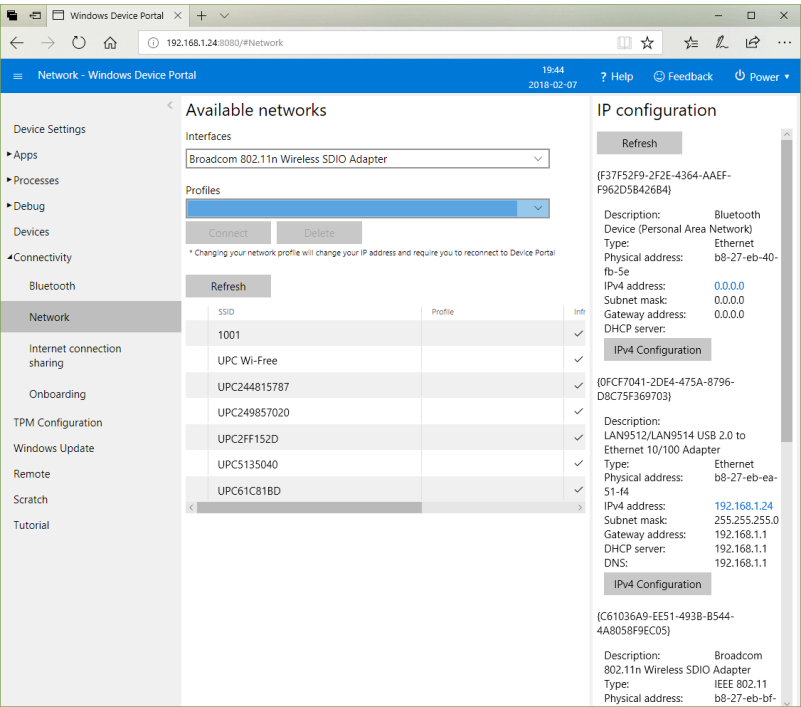 Windows Device Portal
192.168.1.24:8080/#Network
Network - Windows Device Portal
19:44
2018-02-07
? Help
Feedback
Power
Device Settings
Apps
Processes
Debug
Devices
Connectivity
Bluetooth
Network
Internet connection
sharing
Onboarding
TPM Configuration
Windows Update
Remote
Scratch
Tutorial
Available networks
Interfaces
Broadcom 802.11n Wireless SDIO Adapter
Profiles
Connect Delete
* Changing your network profile will change your IP address and require you to reconnect to Device Portal
Refresh
SSID Profile Infr
1001
UPC Wi-Free
UPC244815787
UPC249857020
UPC2FF152D
UPC5135040
UPC61C81BD
IP configuration
Refresh
{F37F52F9-2F2E-4364-AAEF-
F962D5B426B4}
Description: Bluetooth
Device (Personal Area Network)
Type: Ethernet
Physical address: b8-27-eb-40-
fb-5e
IPv4 address: 0.0.0.0
Subnet mask: 0.0.0.0
Gateway address: 0.0.0.0
DHCP server:
IPv4 Configuration
{0FCF7041-2DE4-475A-8796-
D8C75F369703}
Description:
LAN9512/LAN9514 USB 2.0 to
Ethernet 10/100 Adapter
Type: Ethernet
Physical address: b8-27-eb-ea-
51-f4
IPv4 address: 192.168.1.24
Subnet mask: 255.255.255.0
Gateway address: 192.168.1.1
DHCP server: 192.168.1.1
DNS: 192.168.1.1
IPv4 Configuration
{C61036A9-EE51-493B-B544-
4A8058F9EC05}
Description: Broadcom
802.11n Wireless SDIO Adapter
Type: IEEE 802.11
Physical address: b8-27-eb-bf-